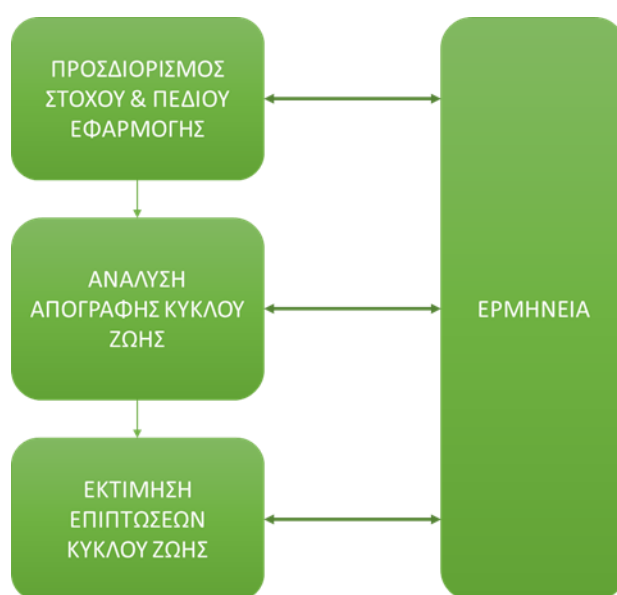 ΠΡΟΣΔΙΟΡΙΣΜΟΣ
ΣΤΟΧΟΥ & ΠΕΔΙΟΥ
ΕΦΑΡΜΟΓΗΣ
ΑΝΑΛΥΣΗ
ΑΠΟΓΡΑΦΗΣ ΚΥΚΛΟΥ
ΖΩΗΣ
ΕΡΜΗΝΕΙΑ
ΕΚΤΙΜΗΣΗ
ΕΠΙΠΤΩΣΕΩΝ
ΚΥΚΛΟΥ ΖΩΗΣ